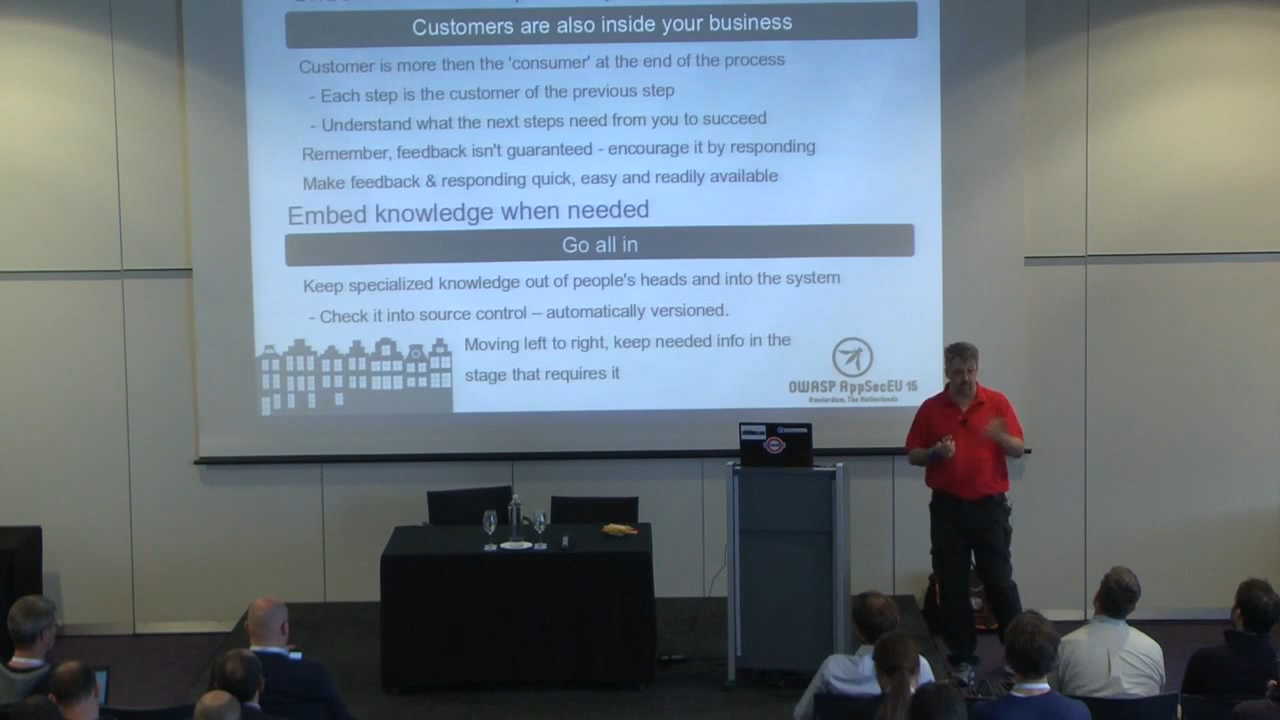 Customers are also inside your business
Customer is more then the 'consumer' at the end of the process
- Each step is the customer of the previous step
- Understand what the next steps need from you to succeed
Remember, feedback isn't guaranteed - encourage it by responding
Make feedback & responding quick, easy and readily available
Embed knowledge when needed
Go all in
Keep specialized knowledge out of people's heads and into the system
- Check it into source control – automatically versioned.
Moving left to right, keep needed info in the
stage that requires it
OWASP AppSecEU 15
Amsterdam, The Netherlands